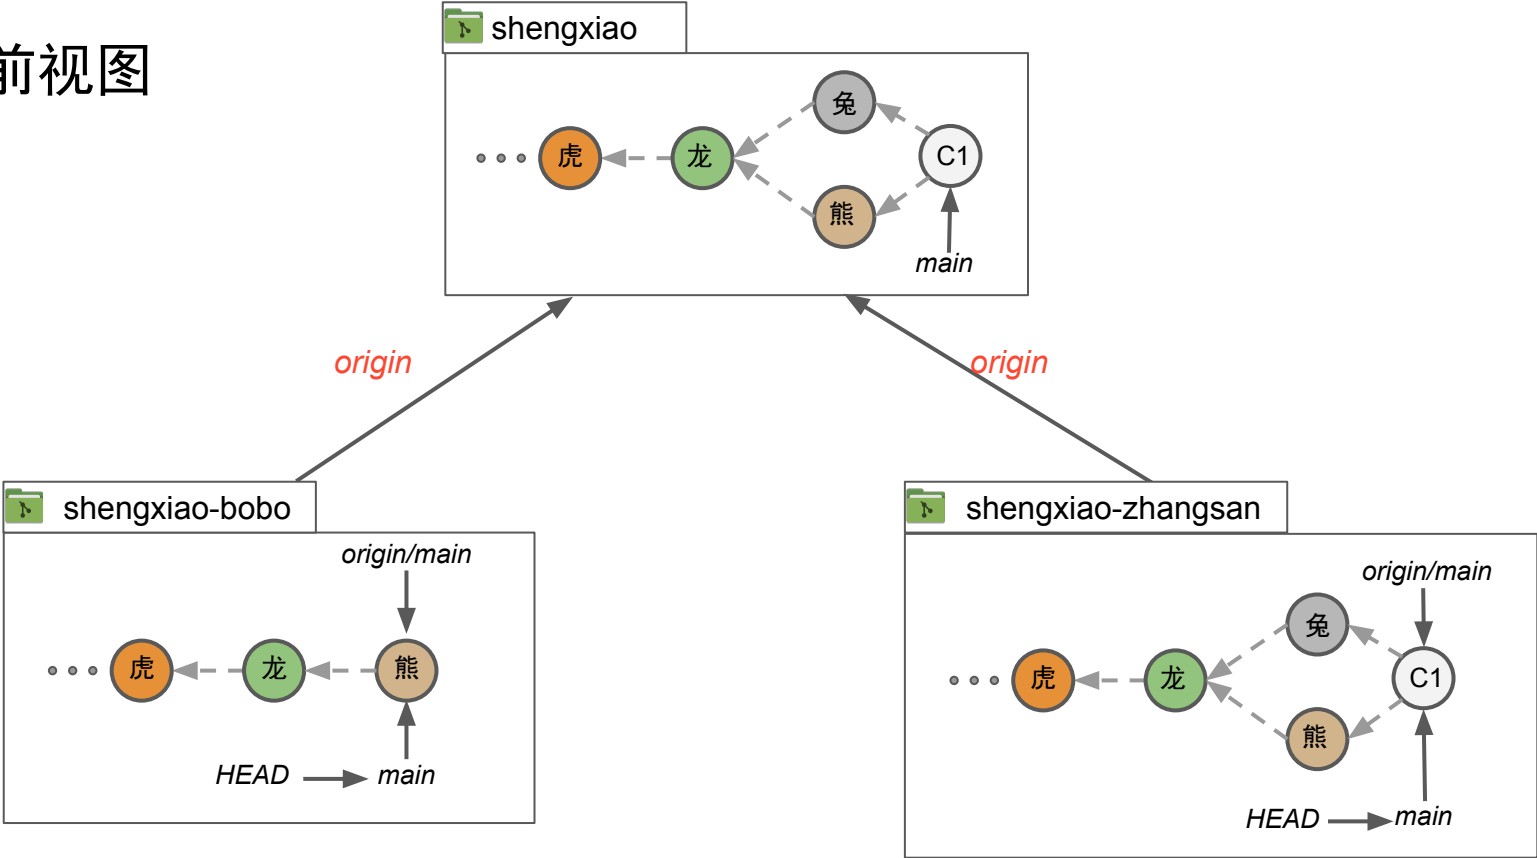 前视图
shengxiao
兔
虎
龙
C1
熊
main
origin
origin
shengxiao-bobo
origin/main
虎
龙
熊
HEAD
main
shengxiao-zhangsan
origin/main
兔
虎
龙
C1
熊
HEAD
main